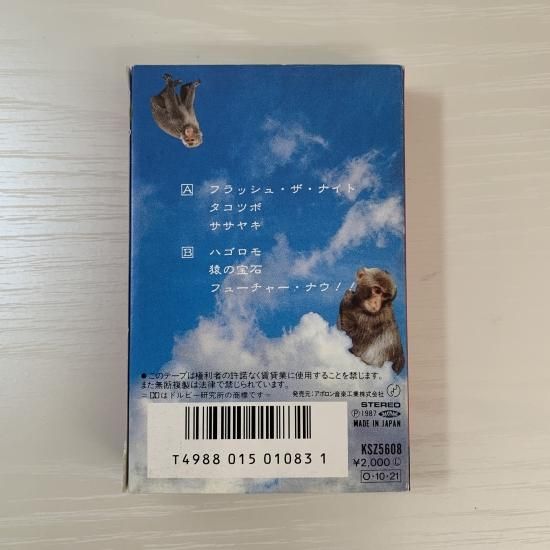 A フラッシュ・ザ・ナイト
タコツボ
ササヤキ
B ハゴロモ
猿の宝石
フューチャー・ナウ!!
●このテープは権利者の許諾なく賃貸業に使用することを禁じます。
また無断複製は法律で禁じられています。
=DDはドルビー研究所の商標です= 発売元:アポロン音楽工業株式会社
STEREO
Ⓟ1987
MADE IN JAPAN
KSZ5608
¥2,000 Ⓛ
O・10・21
T4988 015 01083 1